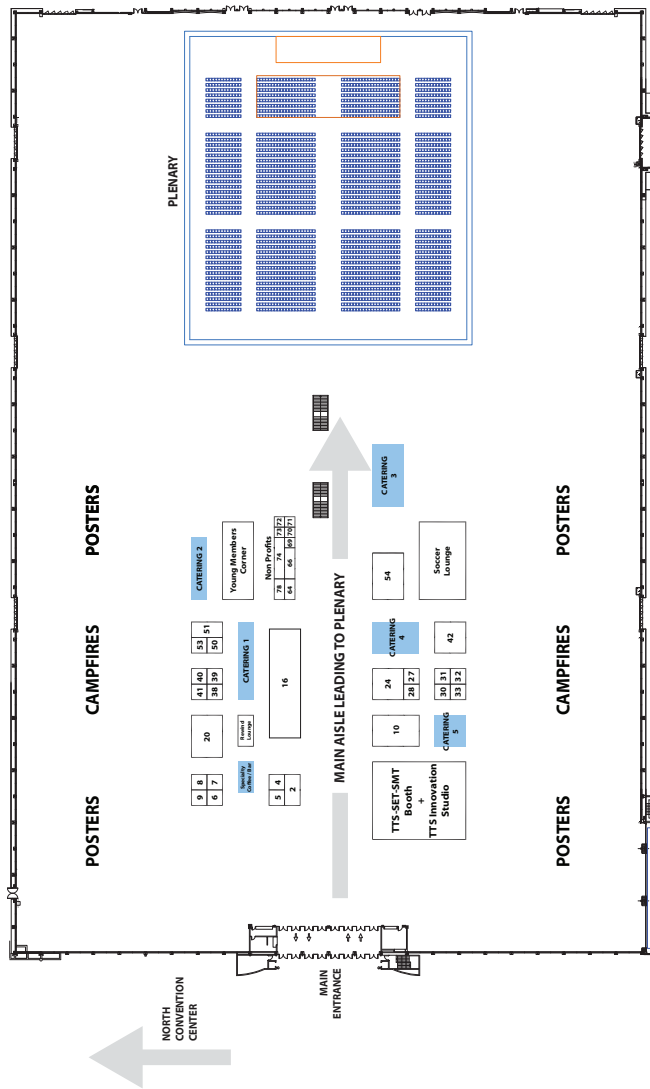 PLENARY
POSTERS
CAMPFIRES
POSTERS
CATERING 2
Young Members
Corner
Non Profits
78
74
73
72
64
66
69
70
71
53
51
50
41
40
38
39
CATERING 1
16
20
Rewind
Lounge
9
8
6
7
Specialty
Coffee / Bar
5
4
2
MAIN AISLE LEADING TO PLENARY
CATERING
3
54
Soccer
Lounge
CATERING
4
42
24
28
27
30
31
33
32
10
CATERING
5
TTS-SET-SMT
Booth
+
TTS Innovation
Studio
POSTERS
CAMPFIRES
POSTERS
MAIN
ENTRANCE
NORTH
CONVENTION
CENTER